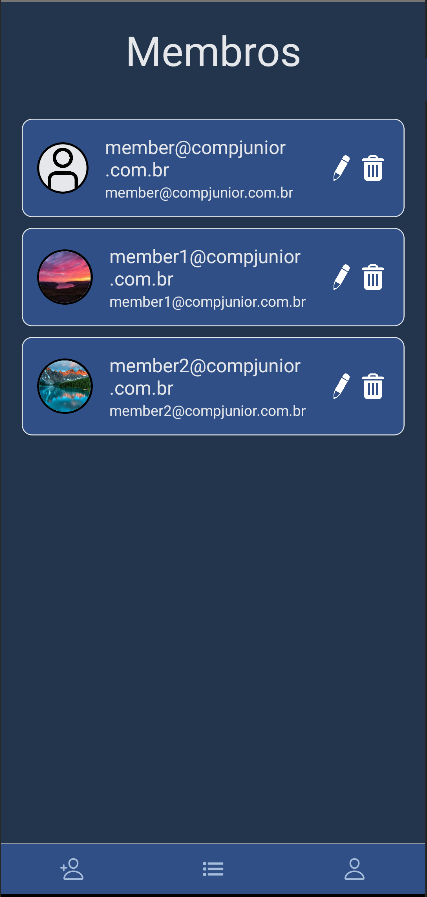 Membros
member@compjunior
.com.br
member@compjunior.com.br
member1@compjunior
.com.br
member1@compjunior.com.br
member2@compjunior
.com.br
member2@compjunior.com.br